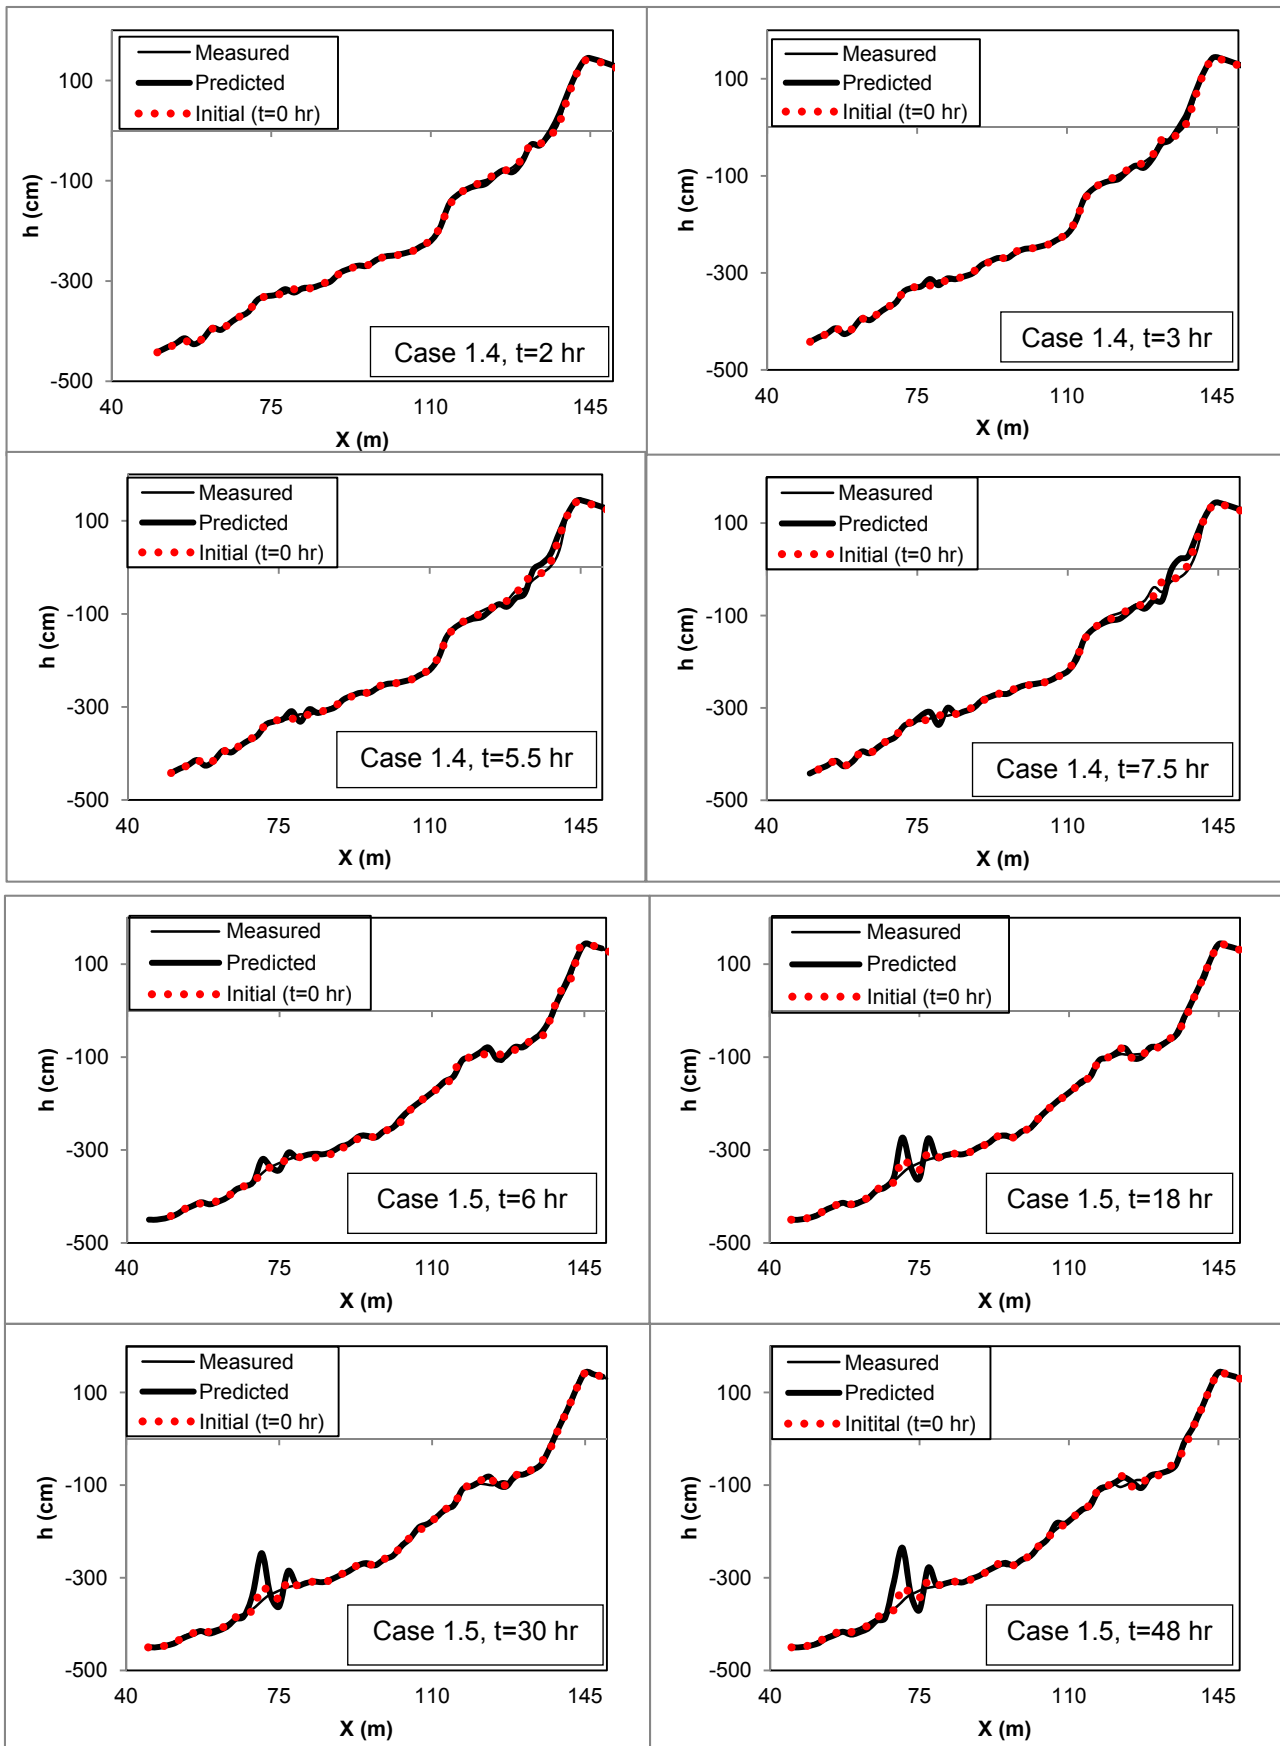 Measured
Predicted
Initial (t=0 hr)
100
-100
-300
-500
h (cm)
40
75
110
145
X (m)
Case 1.4, t=2 hr
Measured
Predicted
Initial (t=0 hr)
100
-100
-300
-500
h (cm)
40
75
110
145
X (m)
Case 1.4, t=3 hr
Measured
Predicted
Initial (t=0 hr)
100
-100
-300
-500
h (cm)
40
75
110
145
X (m)
Case 1.4, t=5.5 hr
Measured
Predicted
Initial (t=0 hr)
100
-100
-300
-500
h (cm)
40
75
110
145
X (m)
Case 1.4, t=7.5 hr
Measured
Predicted
Initial (t=0 hr)
100
-100
-300
-500
h (cm)
40
75
110
145
X (m)
Case 1.5, t=6 hr
Measured
Predicted
Initial (t=0 hr)
100
-100
-300
-500
h (cm)
40
75
110
145
X (m)
Case 1.5, t=18 hr
Measured
Predicted
Initial (t=0 hr)
100
-100
-300
-500
h (cm)
40
75
110
145
X (m)
Case 1.5, t=30 hr
Measured
Predicted
Initital (t=0 hr)
100
-100
-300
-500
h (cm)
40
75
110
145
X (m)
Case 1.5, t=48 hr